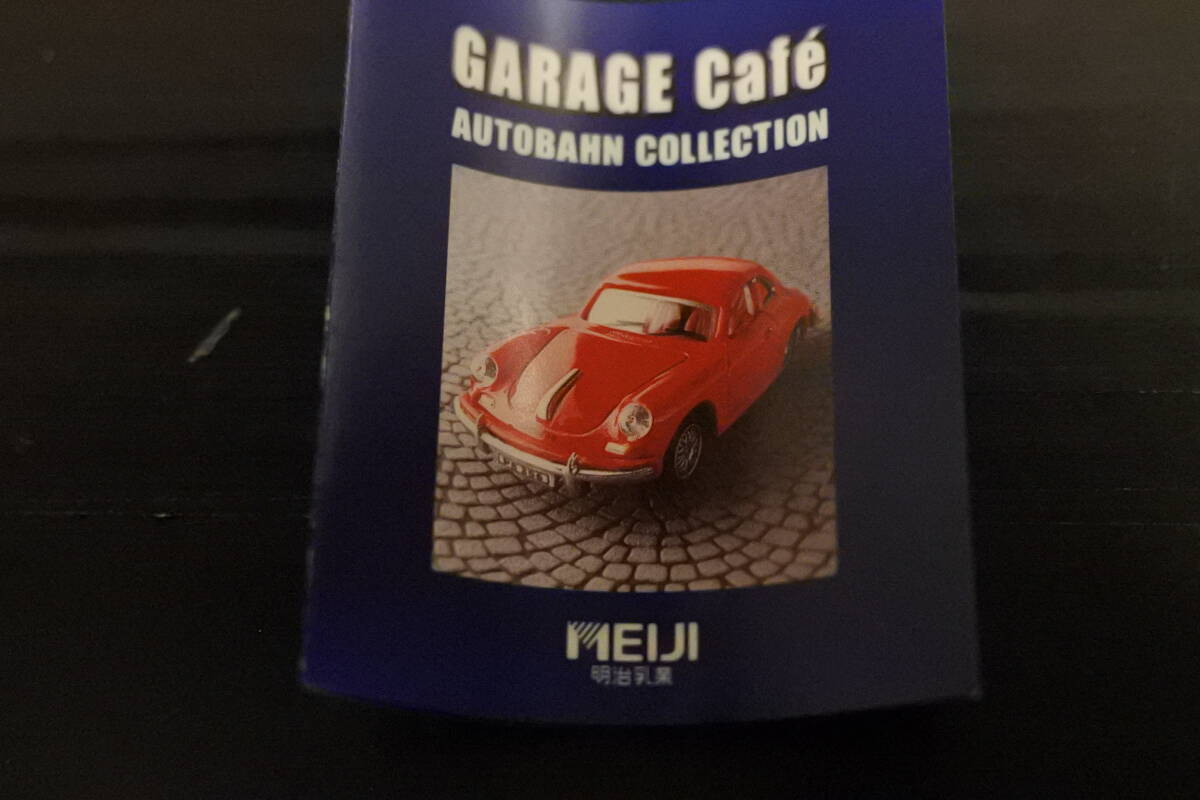 GARAGE Café
AUTOBAHN COLLECTION
MEIJI
明治乳業